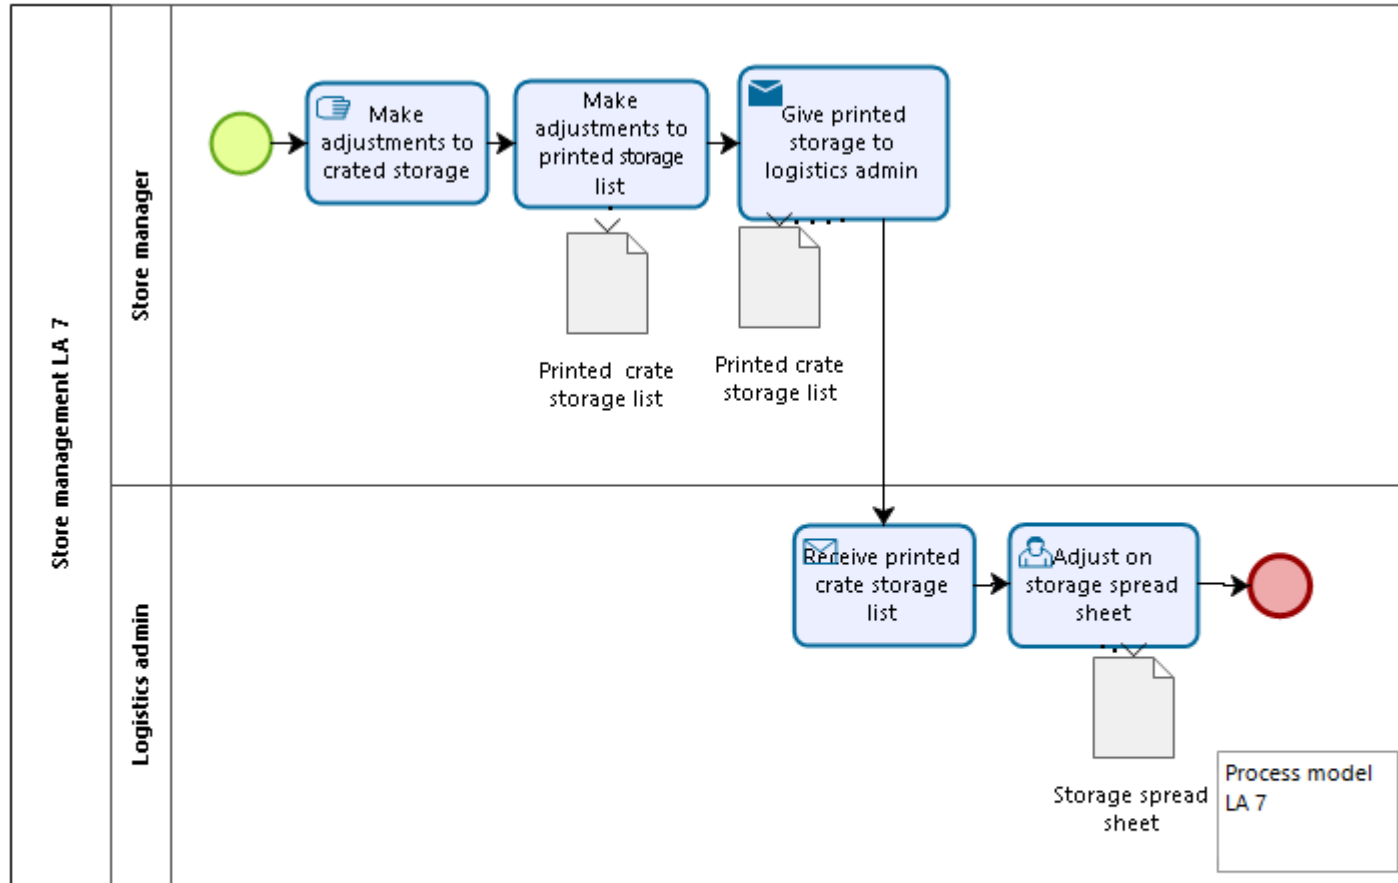 Store management LA 7
Store manager
Make
adjustments to
crated storage
Make
adjustments to
printed storage
list
Give printed
storage to
logistics admin
Printed crate
storage list
Printed crate
storage list
Logistics admin
Receive printed
crate storage
list
Adjust on
storage spread
sheet
Storage spread
sheet
Process model
LA 7